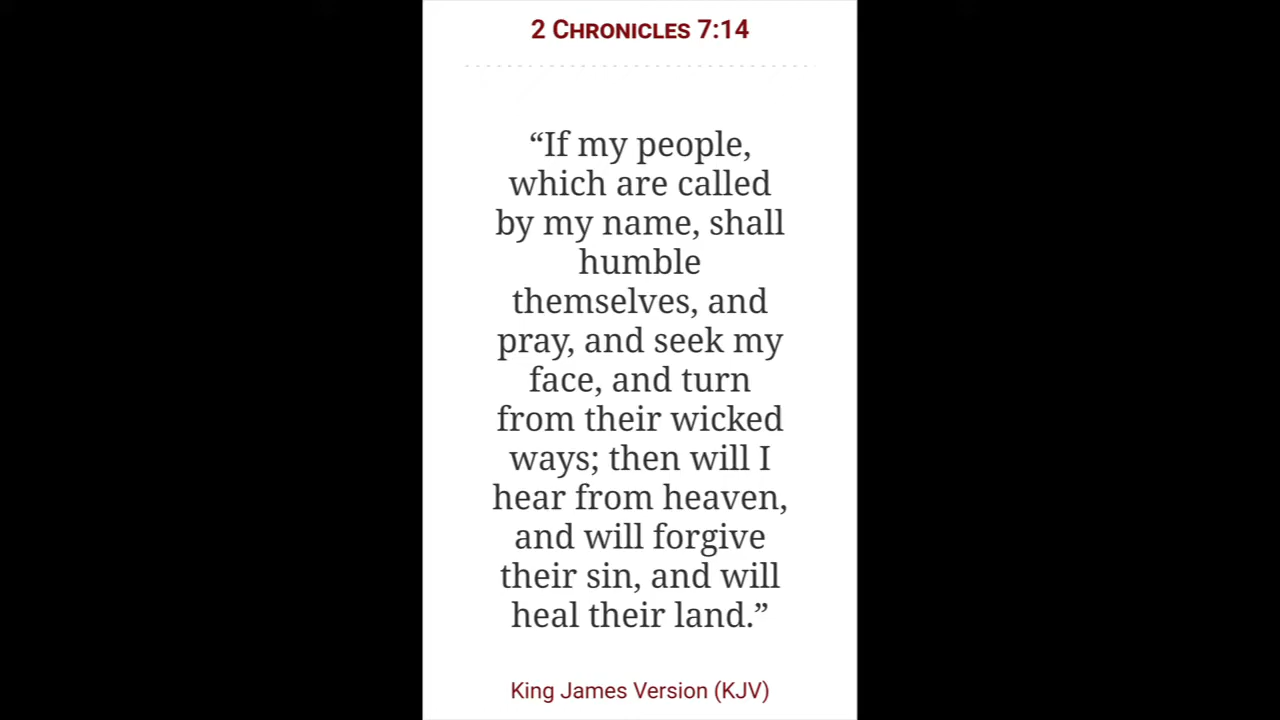 2 Chronicles 7:14
“If my people,
which are called
by my name, shall
humble
themselves, and
pray, and seek my
face, and turn
from their wicked
ways; then will I
hear from heaven,
and will forgive
their sin, and will
heal their land.”
King James Version (KJV)